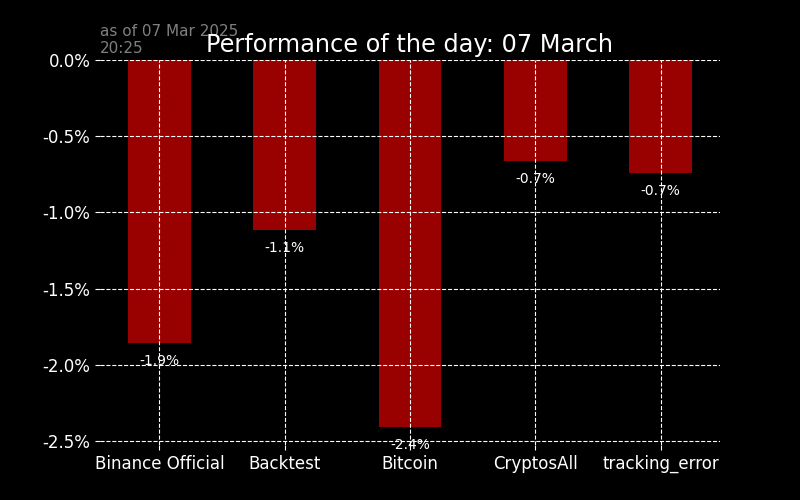 as of 07 Mar 2025
20:25
Performance of the day: 07 March
0.0%
-0.5%
-1.0%
-1.5%
-2.0%
-2.5%
-1.9%
-1.1%
-2.4%
-0.7%
-0.7%
Binance Official
Backtest
Bitcoin
CryptosAll
tracking_error